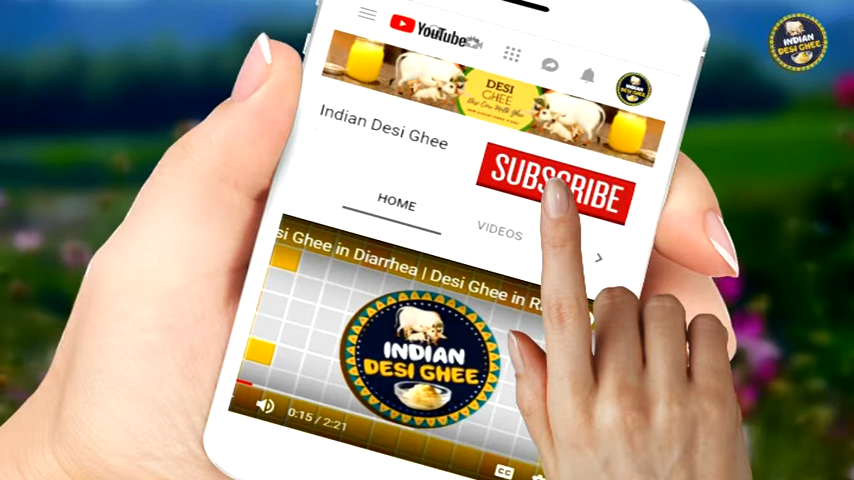 YouTube
INDIAN
DESI GHEE
DESI
GHEE
INDIAN
DESI GHEE
Indian Desi Ghee
SUBSCRIBE
HOME
VIDEOS
si Ghee in Diarrhea | Desi Ghee in R
INDIAN
DESI GHEE
0:15 / 2:21
CC